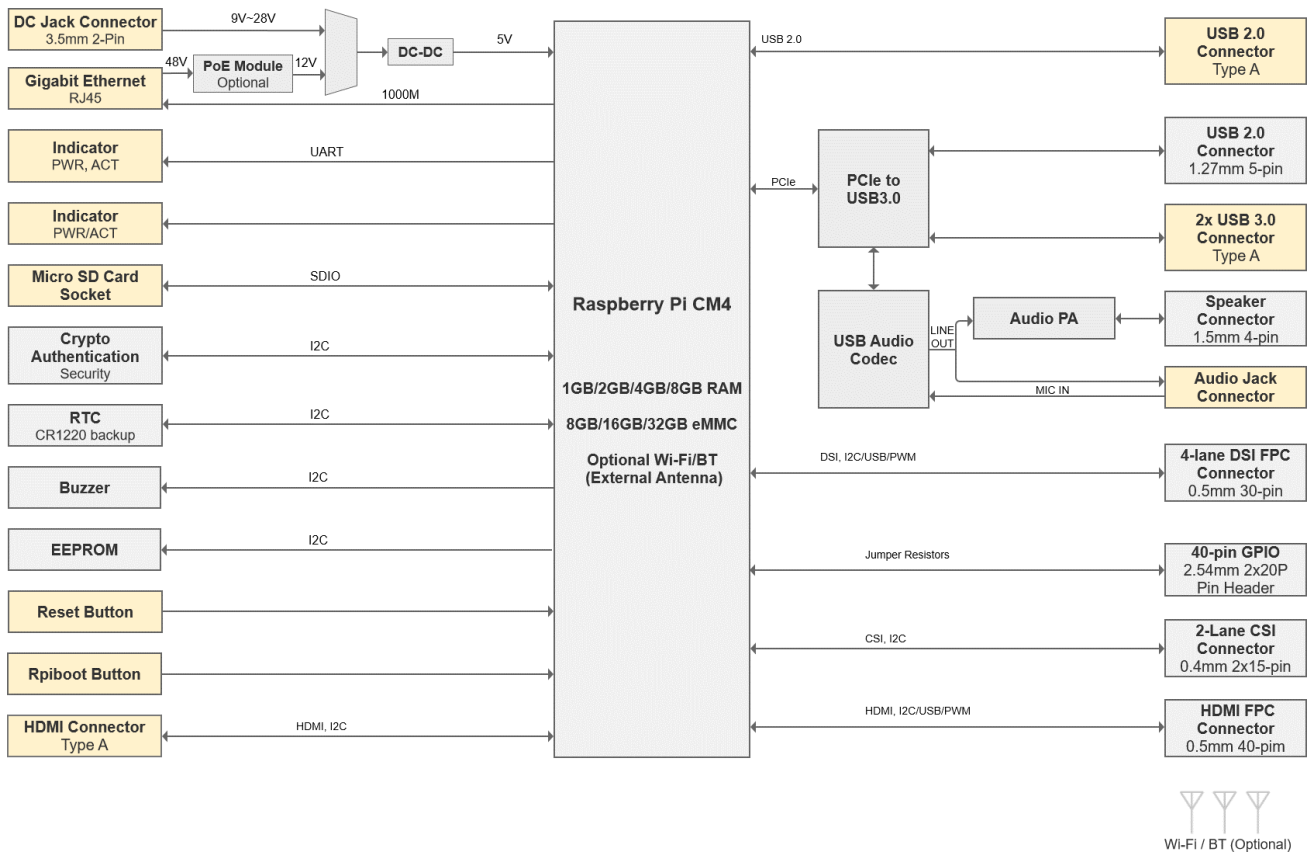 DC Jack Connector
3.5mm 2-Pin
9V~28V
48V
PoE Module
Optional
12V
DC-DC
5V
Gigabit Ethernet
RJ45
1000M
Indicator
PWR, ACT
UART
Indicator
PWR/ACT
Micro SD Card
Socket
SDIO
Crypto
Authentication
Security
I2C
RTC
CR1220 backup
I2C
Buzzer
I2C
EEPROM
I2C
Reset Button
Rpiboot Button
HDMI Connector
Type A
HDMI, I2C
Raspberry Pi CM4
1GB/2GB/4GB/8GB RAM
8GB/16GB/32GB eMMC
Optional Wi-Fi/BT
(External Antenna)
USB 2.0
USB 2.0
Connector
Type A
PCIe
PCIe to
USB3.0
USB 2.0
Connector
1.27mm 5-pin
2x USB 3.0
Connector
Type A
USB Audio
Codec
LINE
OUT
Audio PA
Speaker
Connector
1.5mm 4-pin
MIC IN
Audio Jack
Connector
DSI, I2C/USB/PWM
4-lane DSI FPC
Connector
0.5mm 30-pin
Jumper Resistors
40-pin GPIO
2.54mm 2x20P
Pin Header
CSI, I2C
2-Lane CSI
Connector
0.4mm 2x15-pin
HDMI, I2C/USB/PWM
HDMI FPC
Connector
0.5mm 40-pim
Wi-Fi / BT (Optional)